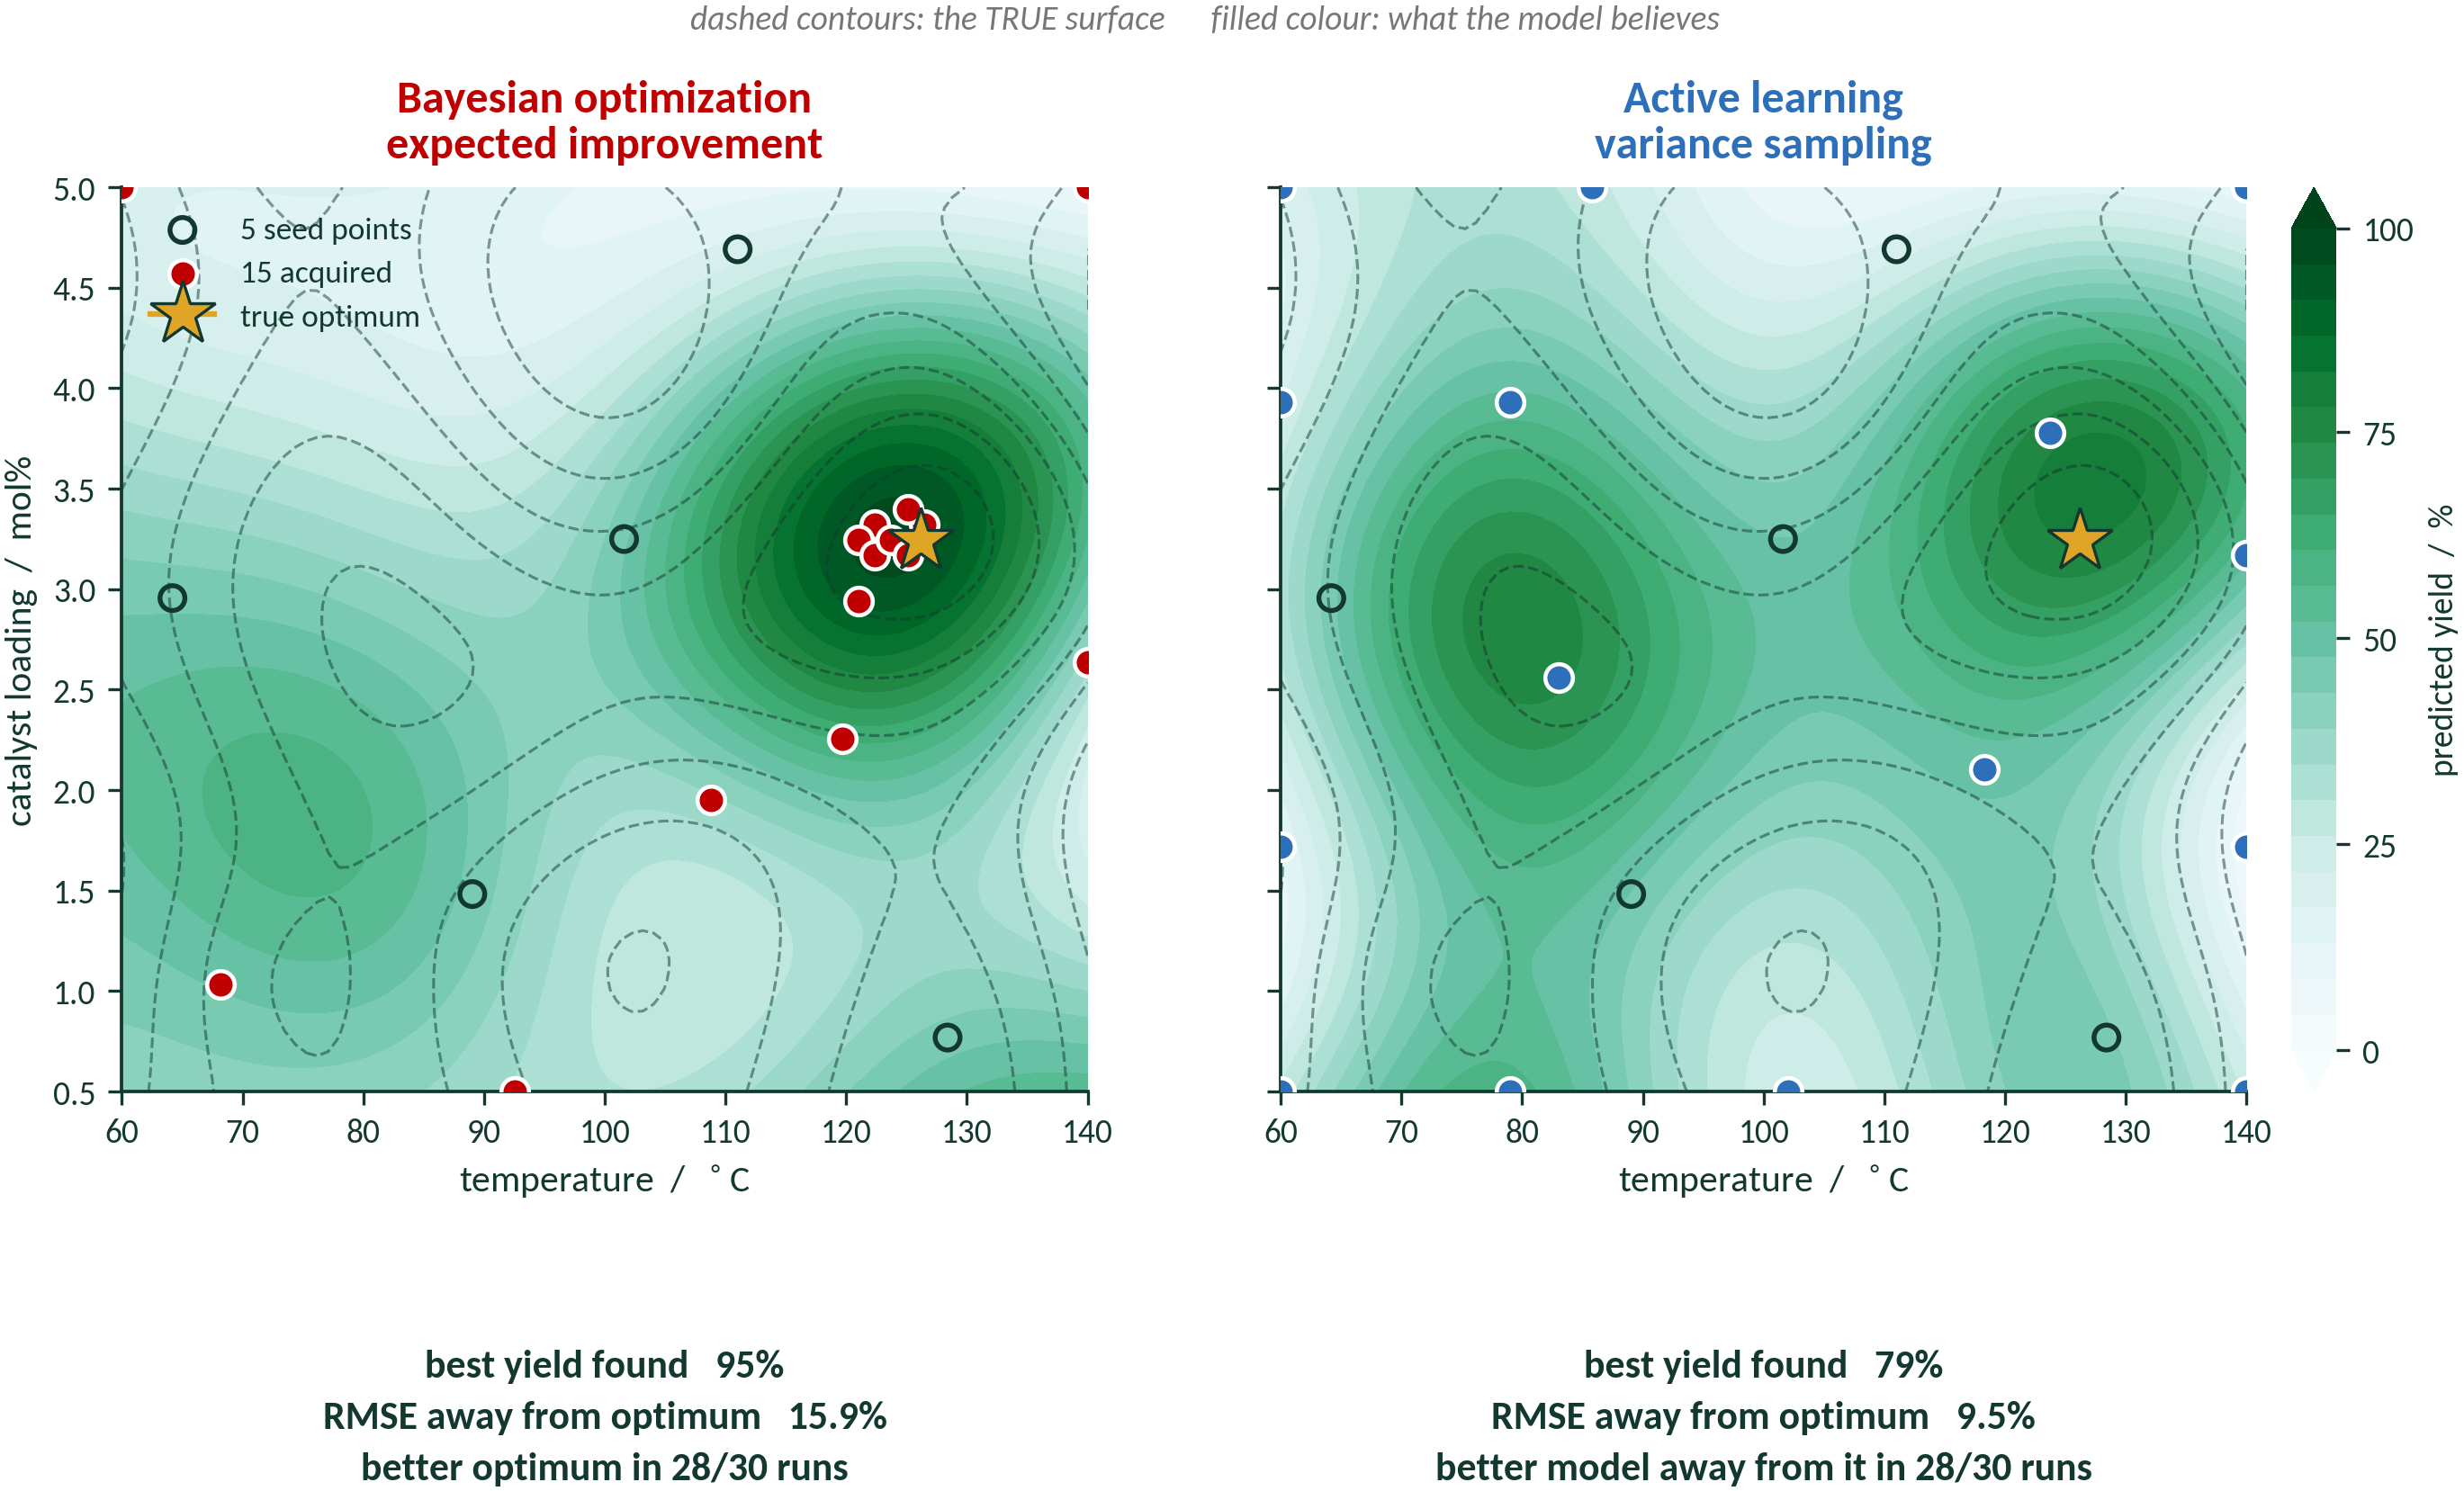 dashed contours: the TRUE surface filled colour: what the model believes
Bayesian optimization
expected improvement
Active learning
variance sampling
5 seed points
15 acquired
true optimum
5.0
4.5
4.0
3.5
3.0
2.5
2.0
1.5
1.0
0.5
catalyst loading / mol%
60 70 80 90 100 110 120 130 140
temperature / °C
60 70 80 90 100 110 120 130 140
temperature / °C
100
75
50
25
0
predicted yield / %
best yield found 95%
RMSE away from optimum 15.9%
better optimum in 28/30 runs
best yield found 79%
RMSE away from optimum 9.5%
better model away from it in 28/30 runs